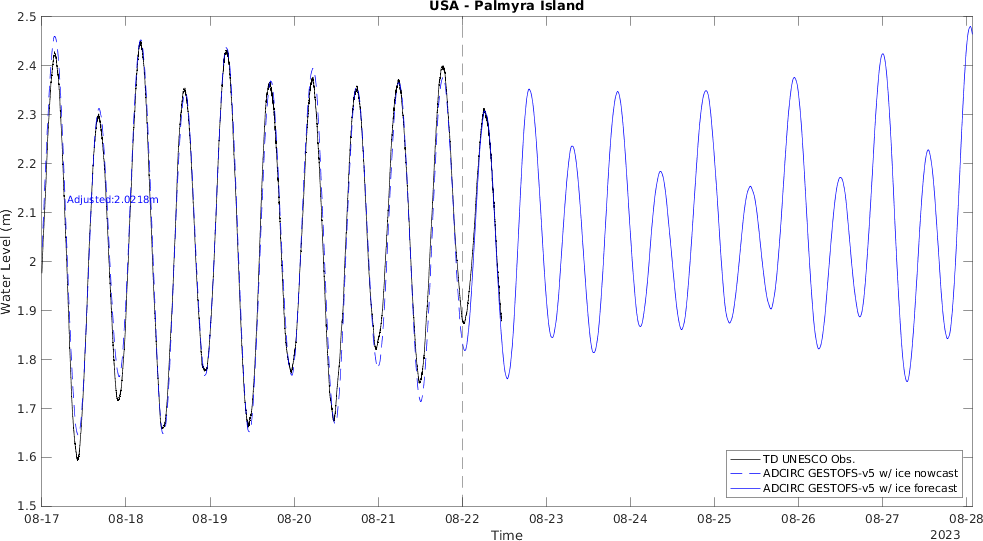 USA - Palmyra Island
2.5
2.4
2.3
2.2
2.1
2
1.9
1.8
1.7
1.6
1.5
Water Level (m)
Adjusted:2.0218m
TD UNESCO Obs.
ADCIRC GESTOFS-v5 w/ ice nowcast
ADCIRC GESTOFS-v5 w/ ice forecast
08-17 08-18 08-19 08-20 08-21 08-22 08-23 08-24 08-25 08-26 08-27 08-28
Time
2023